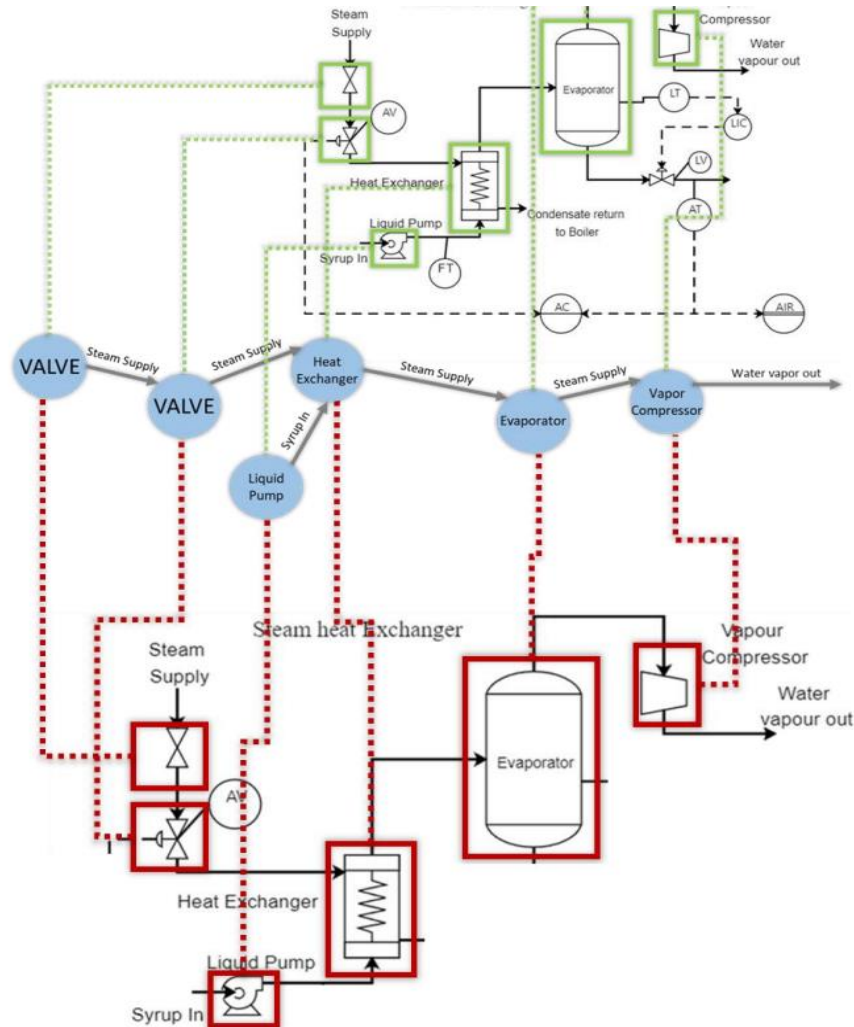 Steam
Supply
Compressor
Water
vapour out
Evaporator
LT
LIC
AV
LV
Heat Exchanger
AT
Condensate return
to Boiler
Liquid Pump
Syrup In
FT
AC
AIR
VALVE
Steam Supply
VALVE
Steam Supply
Heat
Exchanger
Steam Supply
Evaporator
Steam Supply
Vapor
Compressor
Water vapor out
Syrup In
Liquid
Pump
Steam heat Exchanger
Steam
Supply
Vapour
Compressor
Water
vapour out
Evaporator
AV
Heat Exchanger
Liquid Pump
Syrup In